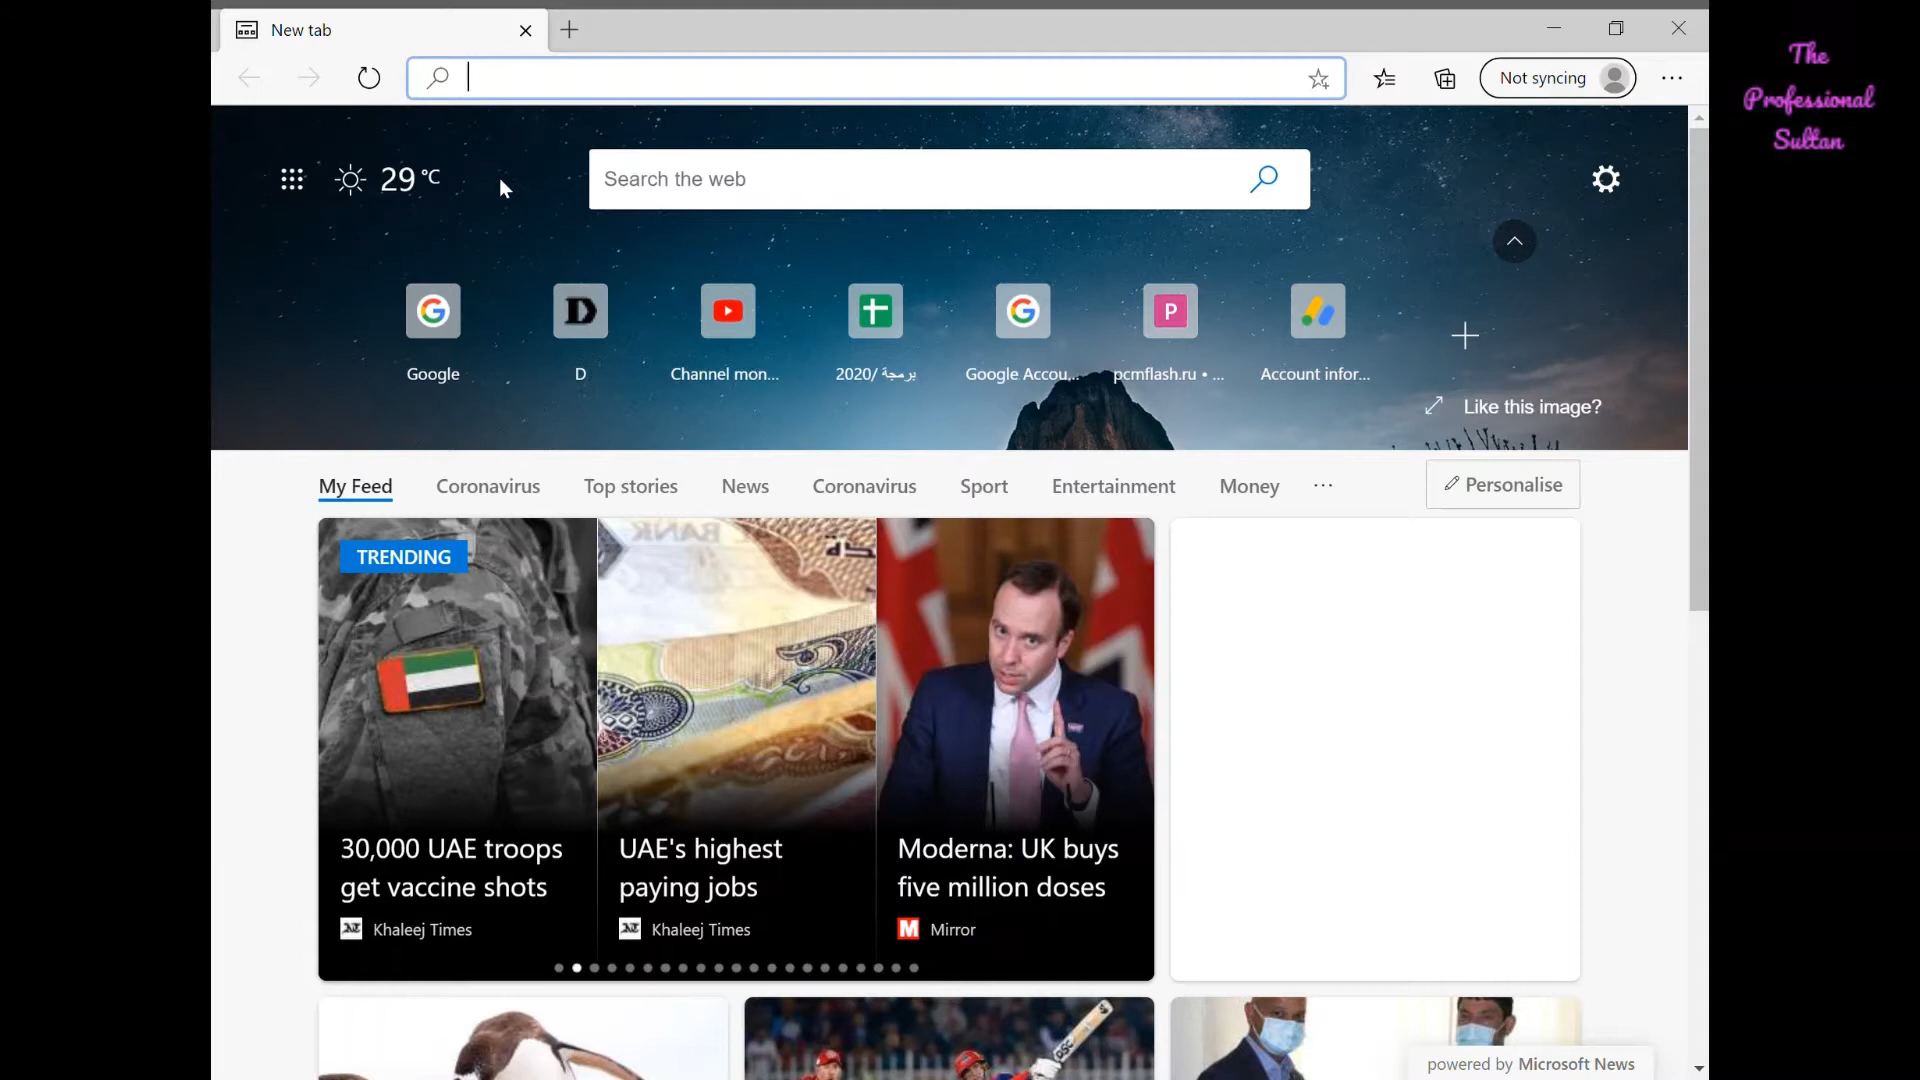 New tab
Not syncing
The
Professional
Sultan
29 °C
Search the web
Google
D
Channel mon...
برمجة /2020
Google Accou...
pcmflash.ru • ...
Account infor...
P
Like this image?
My Feed
Coronavirus
Top stories
News
Coronavirus
Sport
Entertainment
Money
Personalise
TRENDING
30,000 UAE troops
get vaccine shots
Khaleej Times
UAE's highest
paying jobs
Khaleej Times
Moderna: UK buys
five million doses
M Mirror
powered by Microsoft News